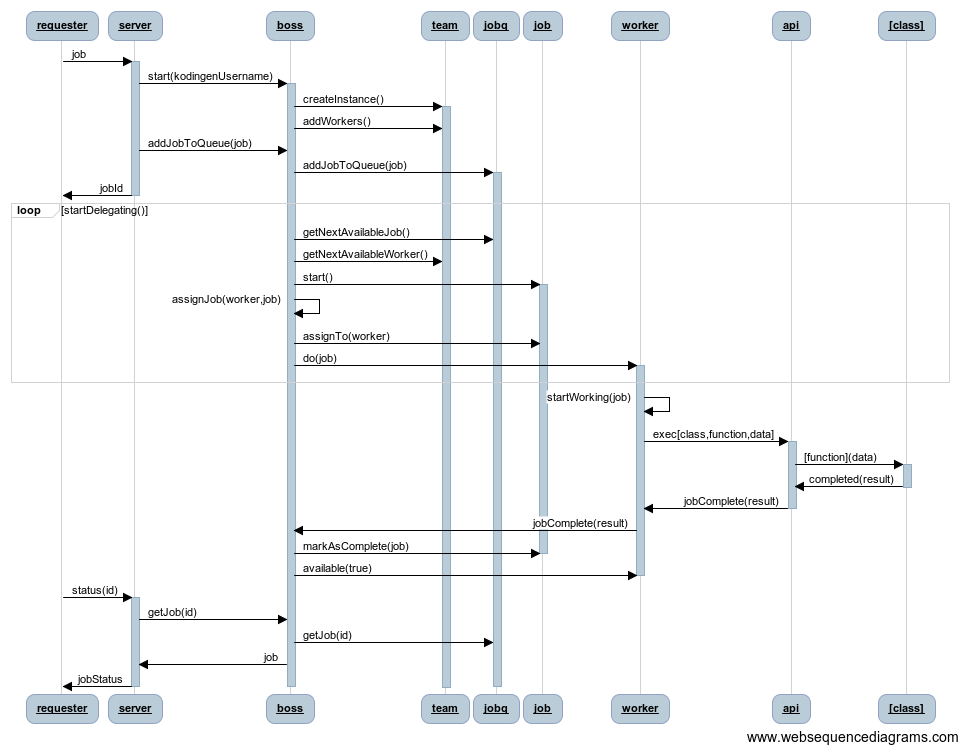 requester server boss team jobq job worker api [class]
job
start(kodingenUsername)
createInstance()
addWorkers()
addJobToQueue(job)
addJobToQueue(job)
jobId
loop [startDelegating()]
getNextAvailableJob()
getNextAvailableWorker()
start()
assignJob(worker,job)
assignTo(worker)
do(job)
startWorking(job)
exec[class,function,data]
[function](data)
completed(result)
jobComplete(result)
jobComplete(result)
markAsComplete(job)
available(true)
status(id)
getJob(id)
getJob(id)
job
jobStatus
requester server boss team jobq job worker api [class]
www.websequencediagrams.com